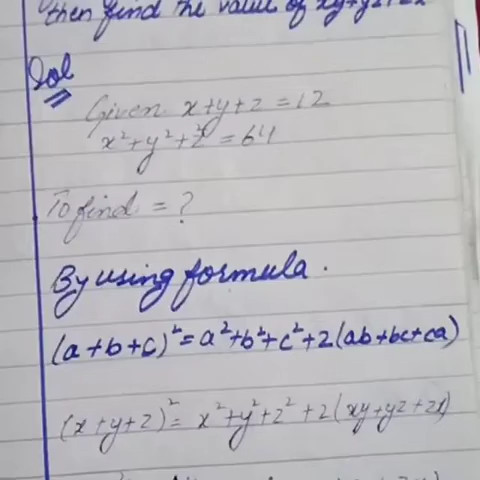 then find the value of xy+yz+zx
Sol
Given x+y+z = 12
x²+y²+z² = 64
To find = ?
By using formula.
(a+b+c)² = a²+b²+c²+2(ab+bc+ca)
(x+y+z)² = x²+y²+z²+2(xy+yz+zx)